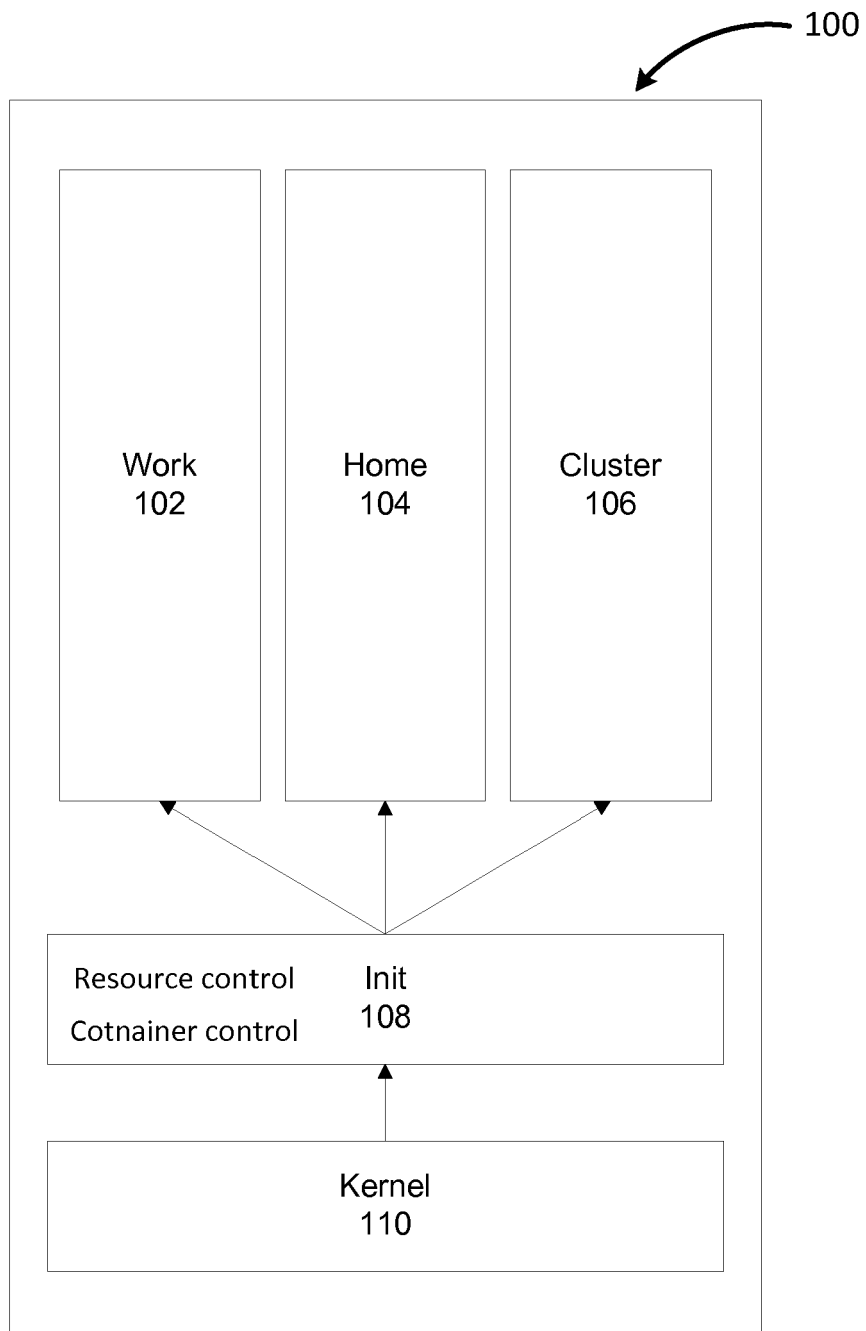 100
Work
102
Home
104
Cluster
106
Resource control
Init
108
Cotnainer control
Kernel
110